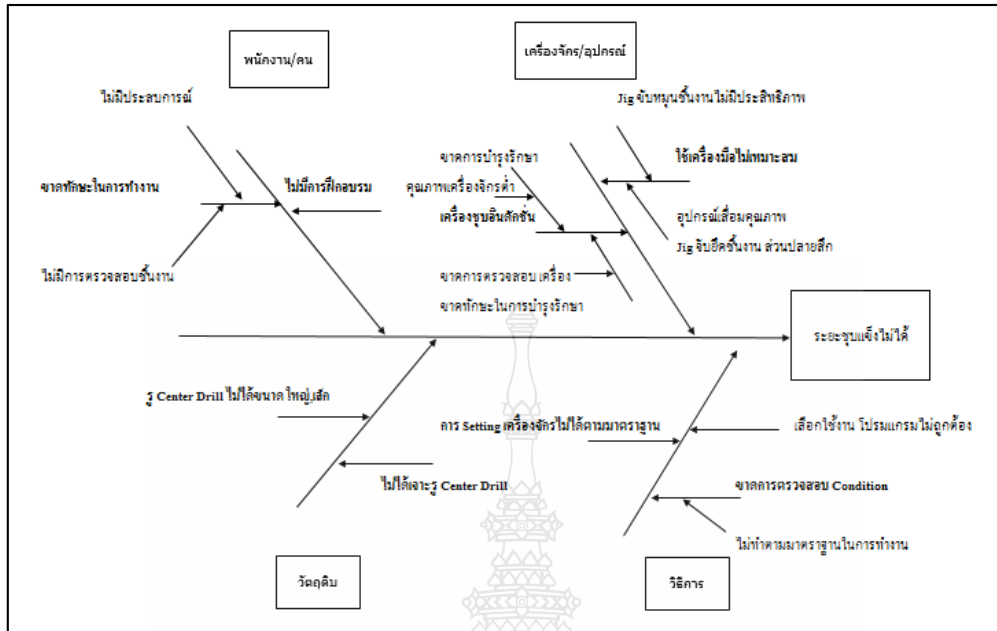 พนักงาน/คน
เครื่องจักร/อุปกรณ์
ไม่มีประสบการณ์
Jig จับหมุนชิ้นงานไม่มีประสิทธิภาพ
ขาดการบำรุงรักษา
ใช้เครื่องมือไม่เหมาะสม
ขาดทักษะในการทำงาน
ไม่มีการฝึกอบรม
คุณภาพเครื่องจักรต่ำ
เครื่องชุบอินดักชั่น
อุปกรณ์เสื่อมคุณภาพ
Jig จับยึดชิ้นงาน ส่วนปลายสึก
ไม่มีการตรวจสอบชิ้นงาน
ขาดการตรวจสอบ เครื่อง
ขาดทักษะในการบำรุงรักษา
ระยะชุบแข็งไม่ได้
รู Center Drill ไม่ได้ขนาด ใหญ่,เล็ก
การ Setting เครื่องจักรไม่ได้ตามมาตราฐาน
เลือกใช้งาน โปรมแกรมไม่ถูกต้อง
ไม่ได้เจาะรู Center Drill
ขาดการตรวจสอบ Condition
ไม่ทำตามมาตราฐานในการทำงาน
วัตถุดิบ
วิธีการ